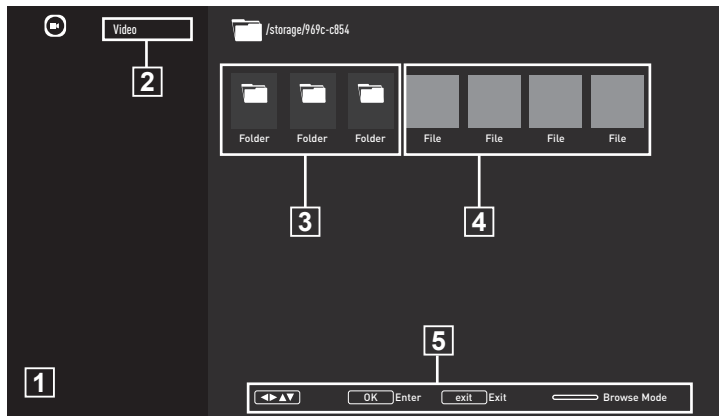 Video
/storage/969c-c854
2
Folder Folder Folder File File File File
3 4
5
1
◄►▲▼ OK Enter exit Exit Browse Mode